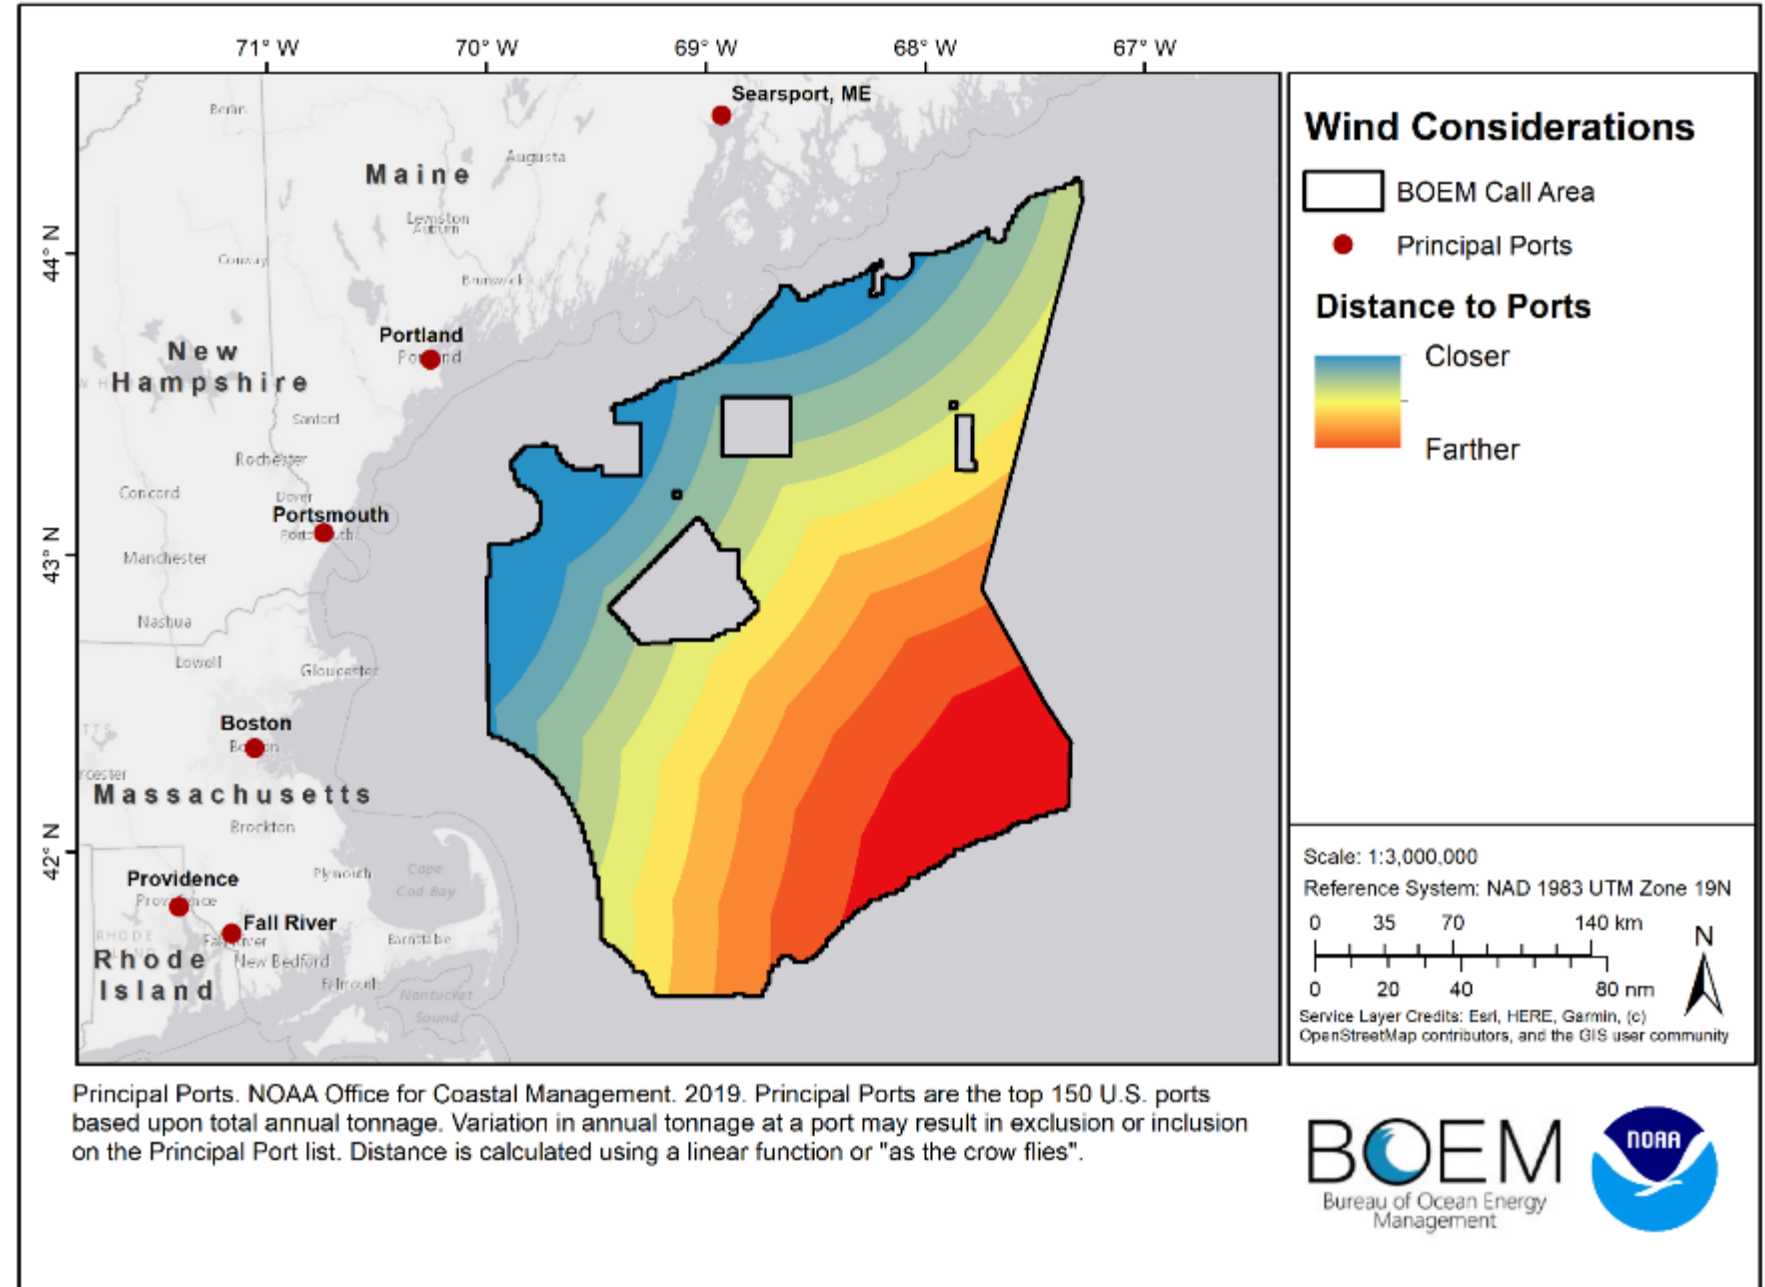 71° W 70° W 69° W 68° W 67° W
44° N
43° N
42° N
Searsport, ME
Berlin
Augusta
Maine
Lewiston
Auburn
Conway
Brunswick
Portland
New
Hampshire
Sanford
Rochester
Concord
Dover
Portsmouth
Manchester
Nashua
Lowell
Gloucester
Boston
Massachusetts
Brockton
Plymouth
Cape
Cod Bay
Providence
Fall River
Barnstable
Rhode
Island
New Bedford
Falmouth
Nantucket
Sound
Wind Considerations
BOEM Call Area
Principal Ports
Distance to Ports
Closer
Farther
Scale: 1:3,000,000
Reference System: NAD 1983 UTM Zone 19N
0 35 70 140 km
0 20 40 80 nm
N
Service Layer Credits: Esri, HERE, Garmin, (c)
OpenStreetMap contributors, and the GIS user community
Principal Ports. NOAA Office for Coastal Management. 2019. Principal Ports are the top 150 U.S. ports
based upon total annual tonnage. Variation in annual tonnage at a port may result in exclusion or inclusion
on the Principal Port list. Distance is calculated using a linear function or "as the crow flies".
BOEM
Bureau of Ocean Energy
Management
NOAA